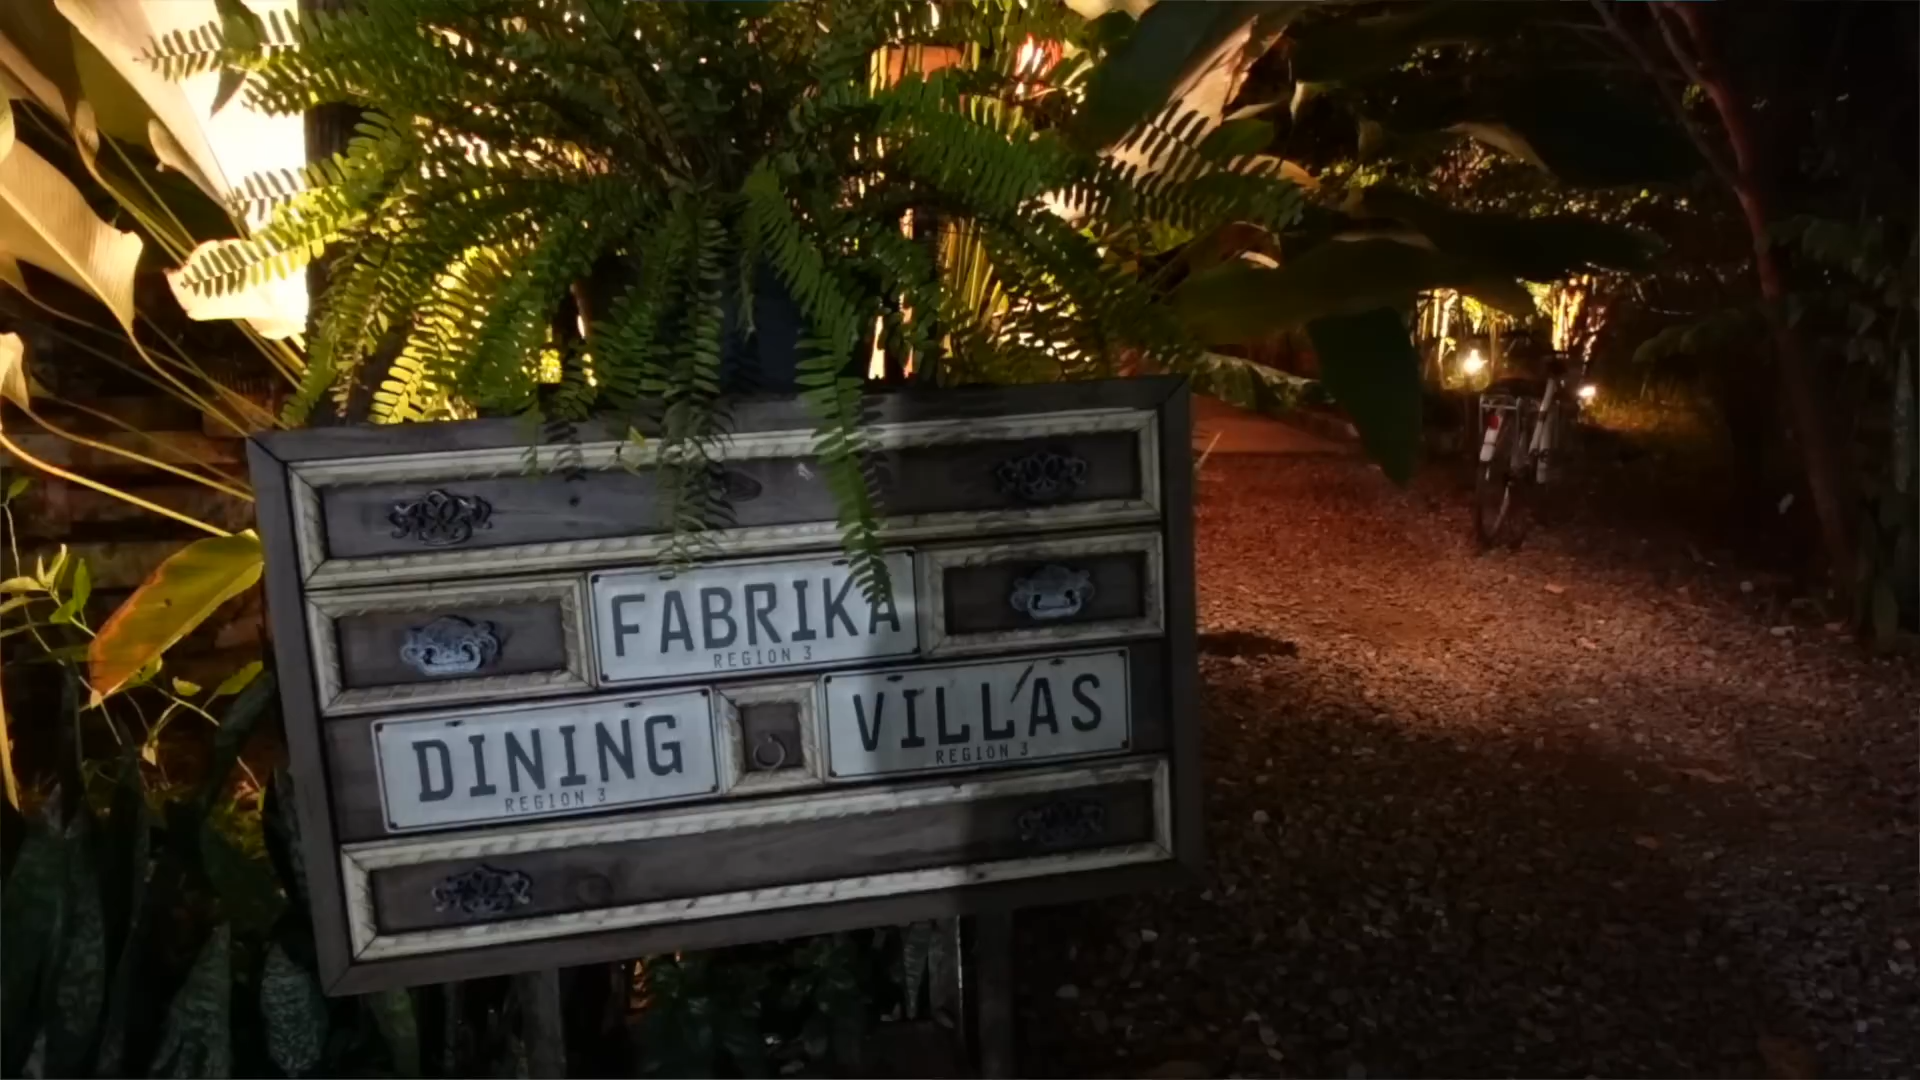 FABRIKA
REGION 3
DINING
REGION 3
VILLAS
REGION 3